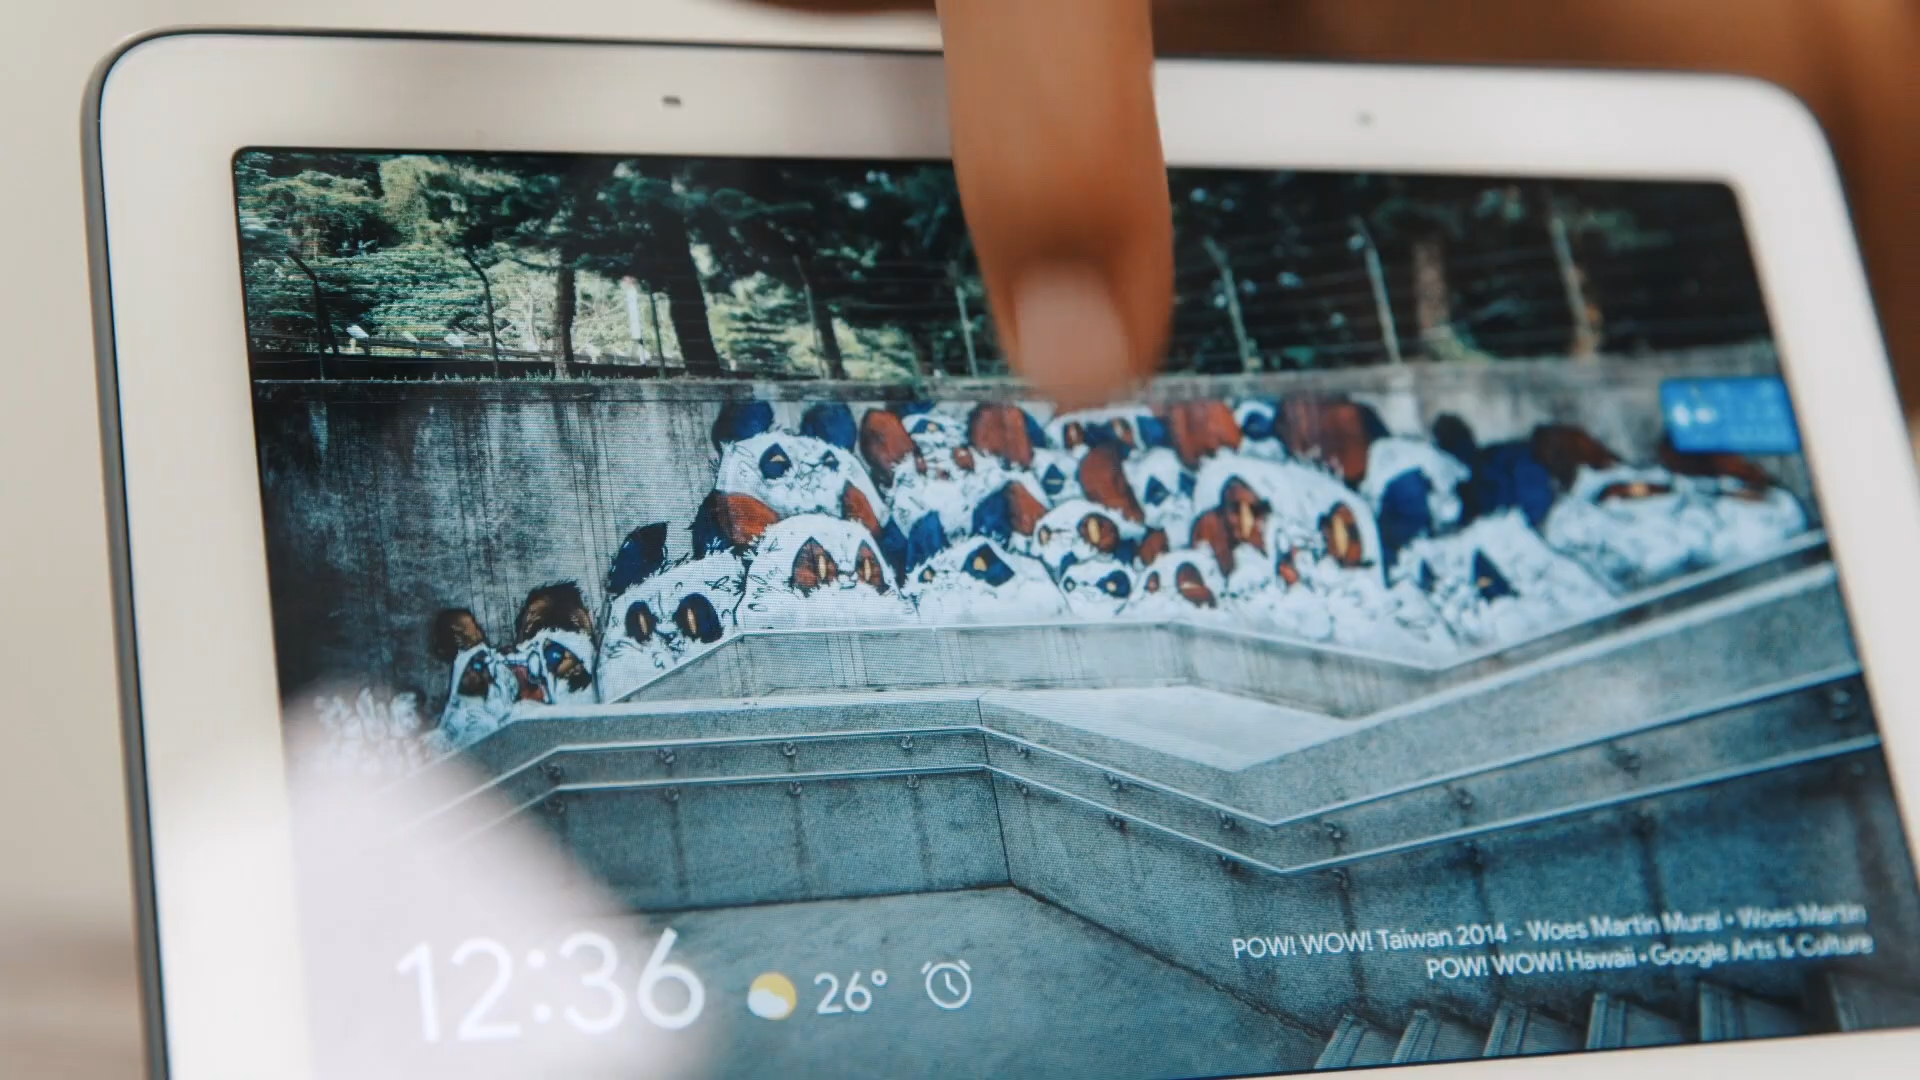 12:36
26°
POW! WOW! Taiwan 2014 - Woes Martin Mural • Woes Martin
POW! WOW! Hawaii • Google Arts & Culture